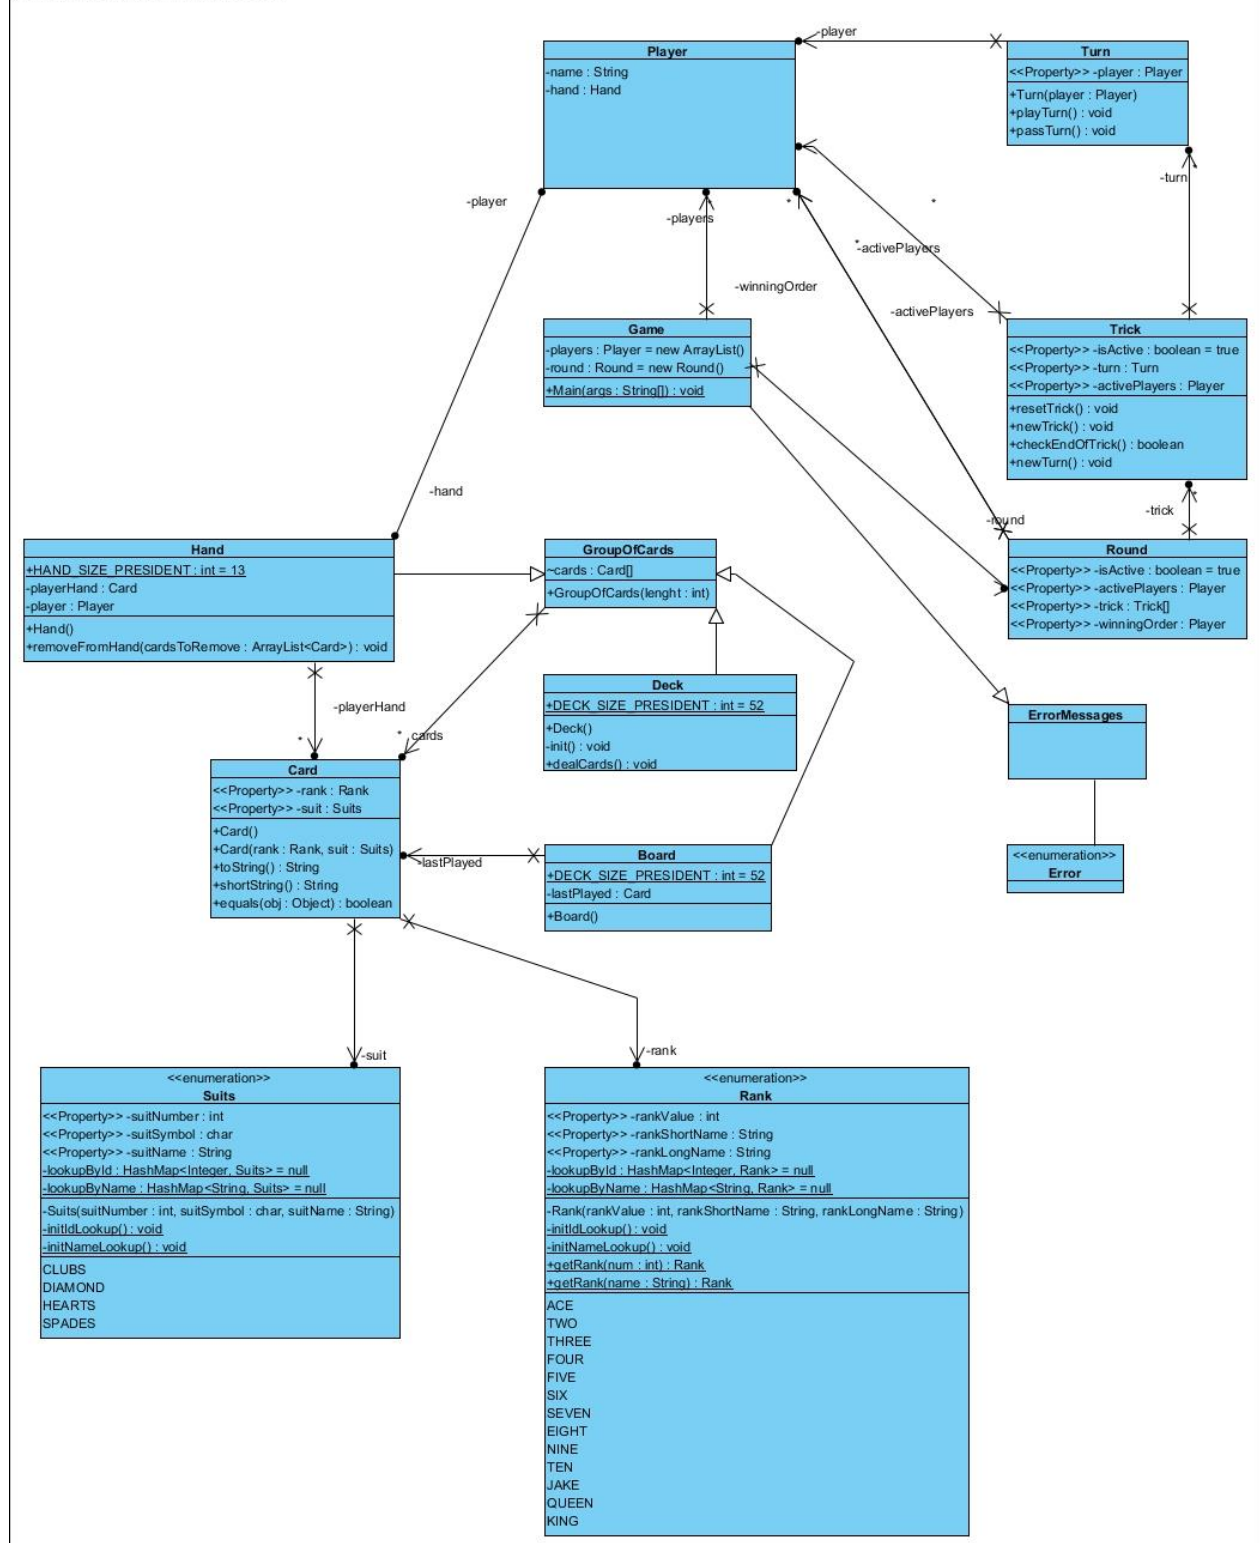 -player
Player
-name : String
-hand : Hand
Turn
<<Property>> -player : Player
+Turn(player : Player)
+playTurn() : void
+passTurn() : void
-player
-players
*
*
*
*
-turn
*
-activePlayers
-winningOrder
-activePlayers
Game
-players : Player = new ArrayList()
-round : Round = new Round()
+Main(args : String[]) : void
Trick
<<Property>> -isActive : boolean = true
<<Property>> -turn : Turn
<<Property>> -activePlayers : Player
+resetTrick() : void
+newTrick() : void
+checkEndOfTrick() : boolean
+newTurn() : void
-hand
-round
-trick
*
Hand
+HAND_SIZE_PRESIDENT : int = 13
-playerHand : Card
-player : Player
+Hand()
+removeFromHand(cardsToRemove : ArrayList<Card>) : void
GroupOfCards
~cards : Card[]
+GroupOfCards(lenght : int)
Round
<<Property>> -isActive : boolean = true
<<Property>> -activePlayers : Player
<<Property>> -trick : Trick[]
<<Property>> -winningOrder : Player
-playerHand
*
*
cards
Deck
+DECK_SIZE_PRESIDENT : int = 52
+Deck()
-init() : void
+dealCards() : void
ErrorMessages
Card
<<Property>> -rank : Rank
<<Property>> -suit : Suits
+Card()
+Card(rank : Rank, suit : Suits)
+toString() : String
+shortString() : String
+equals(obj : Object) : boolean
-lastPlayed
Board
+DECK_SIZE_PRESIDENT : int = 52
-lastPlayed : Card
+Board()
<<enumeration>>
Error
-suit
-rank
<<enumeration>>
Suits
<<Property>> -suitNumber : int
<<Property>> -suitSymbol : char
<<Property>> -suitName : String
-lookupById : HashMap<Integer, Suits> = null
-lookupByName : HashMap<String, Suits> = null
-Suits(suitNumber : int, suitSymbol : char, suitName : String)
-initIdLookup() : void
-initNameLookup() : void
CLUBS
DIAMOND
HEARTS
SPADES
<<enumeration>>
Rank
<<Property>> -rankValue : int
<<Property>> -rankShortName : String
<<Property>> -rankLongName : String
-lookupById : HashMap<Integer, Rank> = null
-lookupByName : HashMap<String, Rank> = null
-Rank(rankValue : int, rankShortName : String, rankLongName : String)
-initIdLookup() : void
-initNameLookup() : void
+getRank(num : int) : Rank
+getRank(name : String) : Rank
ACE
TWO
THREE
FOUR
FIVE
SIX
SEVEN
EIGHT
NINE
TEN
JAKE
QUEEN
KING